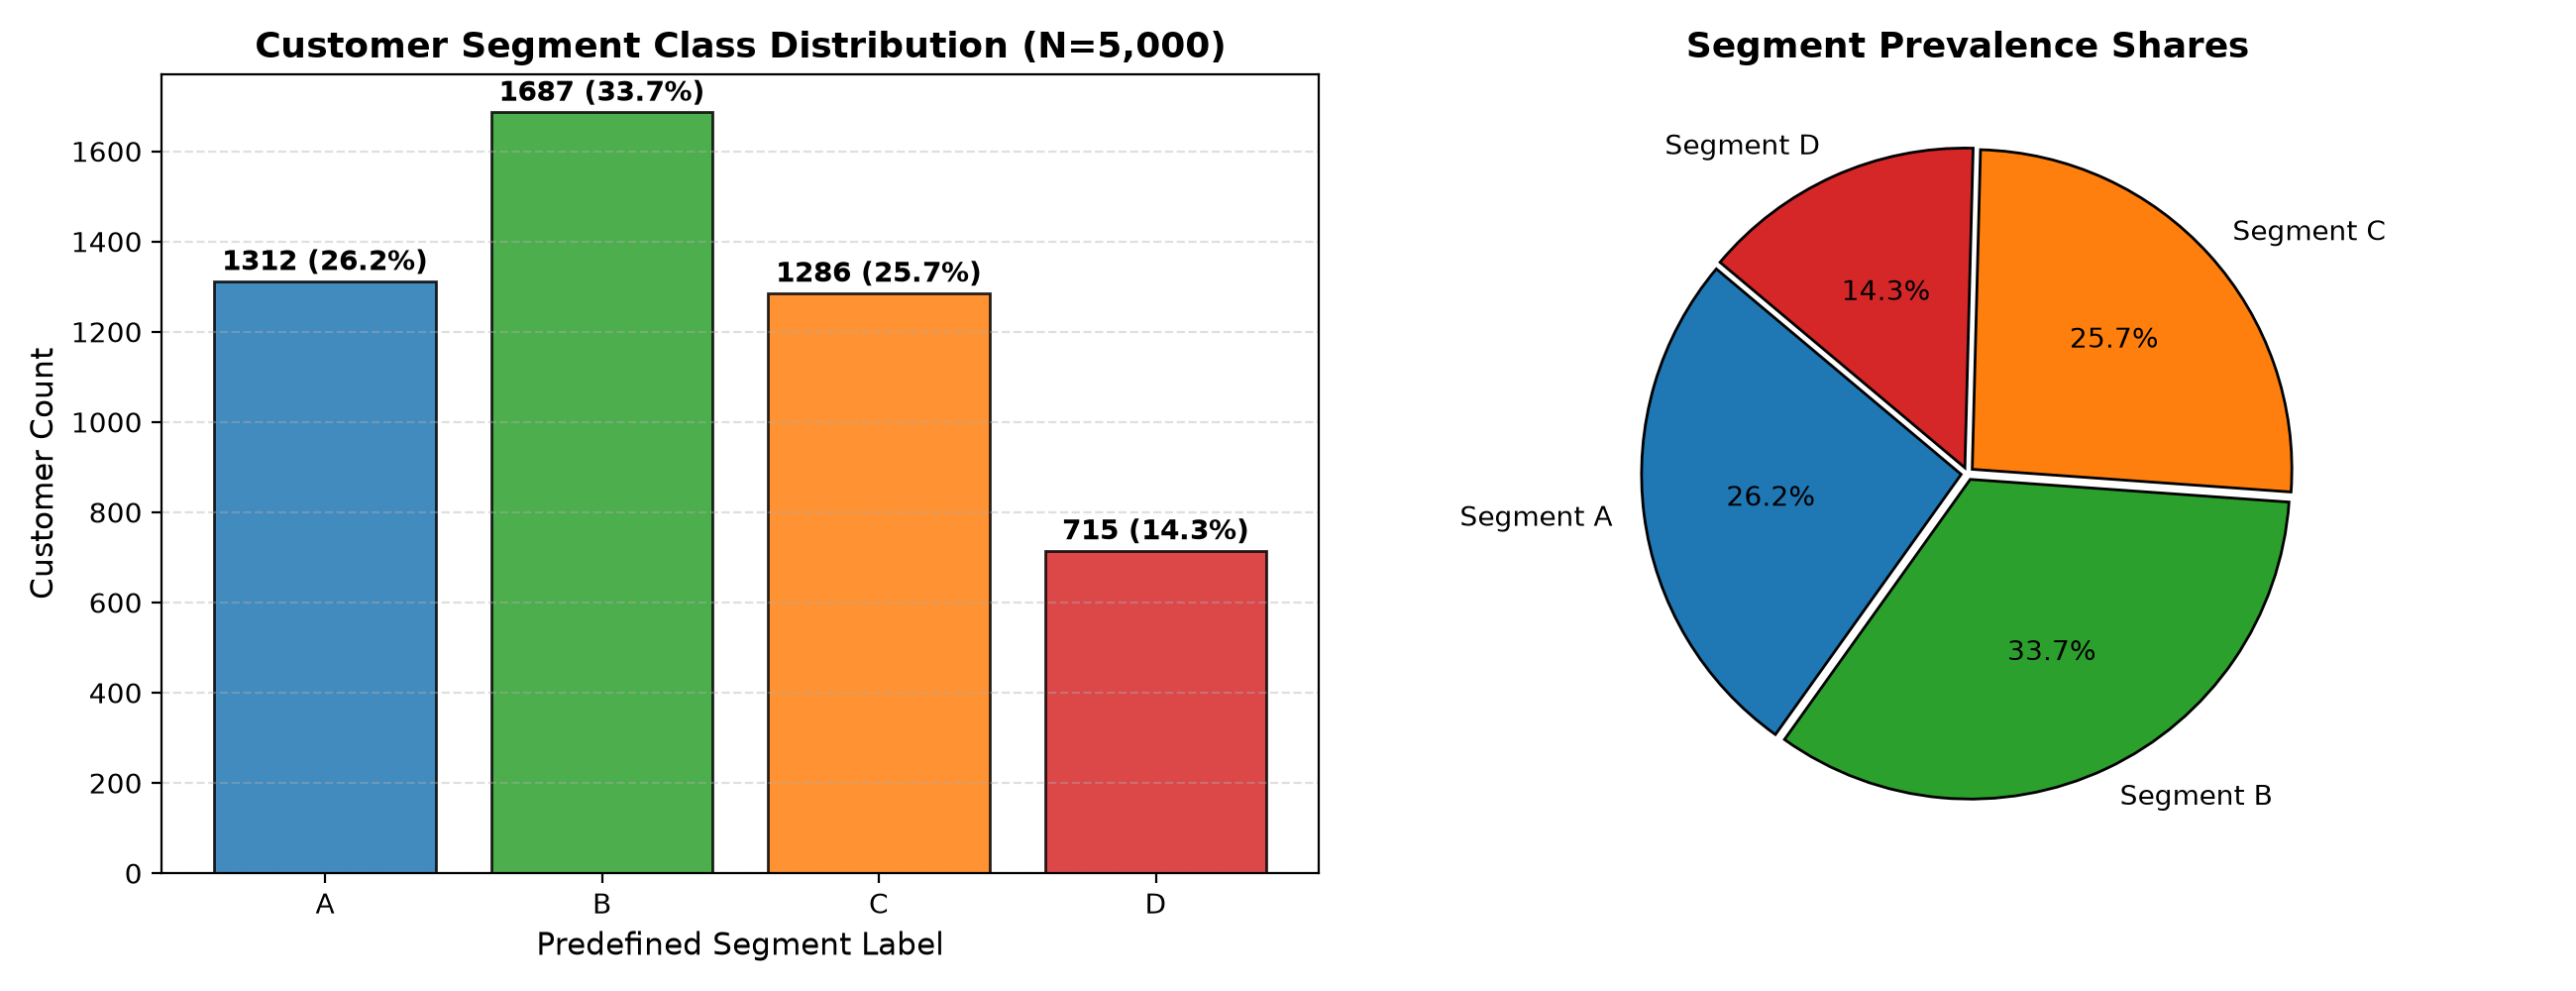 Customer Segment Class Distribution (N=5,000)
Customer Count
1600
1400
1200
1000
800
600
400
200
0
1312 (26.2%)
1687 (33.7%)
1286 (25.7%)
715 (14.3%)
A
B
C
D
Predefined Segment Label
Segment Prevalence Shares
Segment D
14.3%
Segment C
25.7%
Segment A
26.2%
33.7%
Segment B